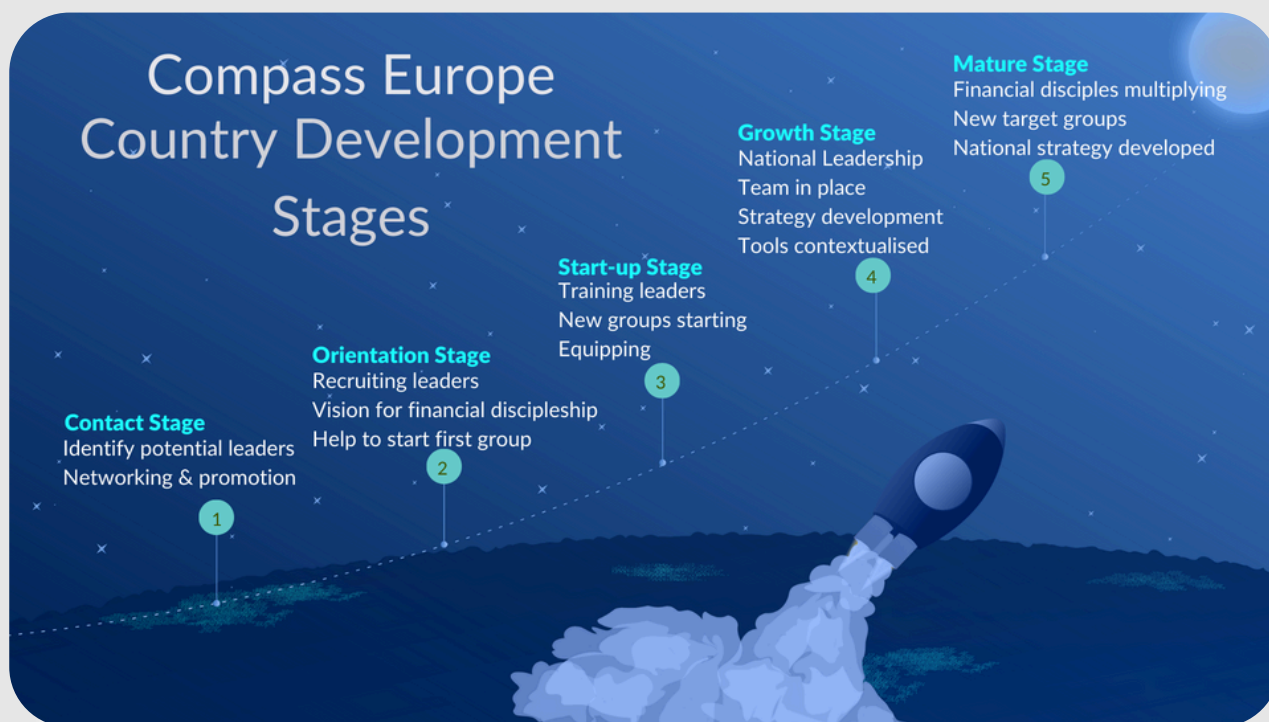 Compass Europe
Country Development
Stages
Contact Stage
Identify potential leaders
Networking & promotion
1
Orientation Stage
Recruiting leaders
Vision for financial discipleship
Help to start first group
2
Start-up Stage
Training leaders
New groups starting
Equipping
3
Growth Stage
National Leadership
Team in place
Strategy development
Tools contextualised
4
Mature Stage
Financial disciples multiplying
New target groups
National strategy developed
5